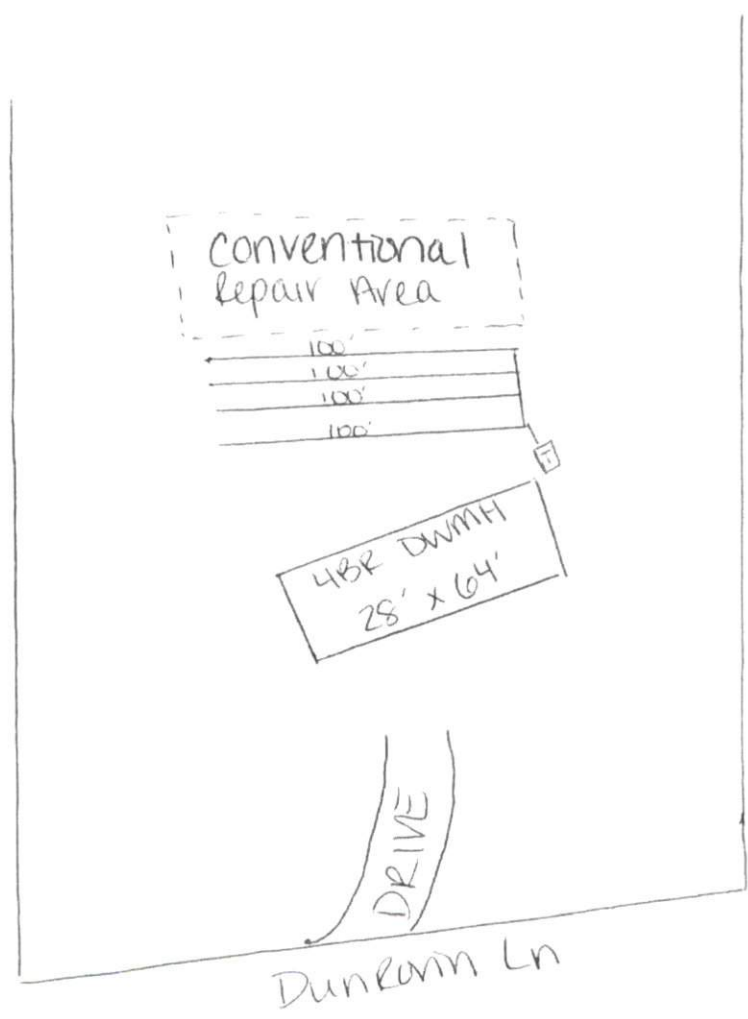 Conventional
Repair Area
100'
100'
100'
100'
T
4BR DWMH
28' x 64'
DRIVE
Dunrovin Ln